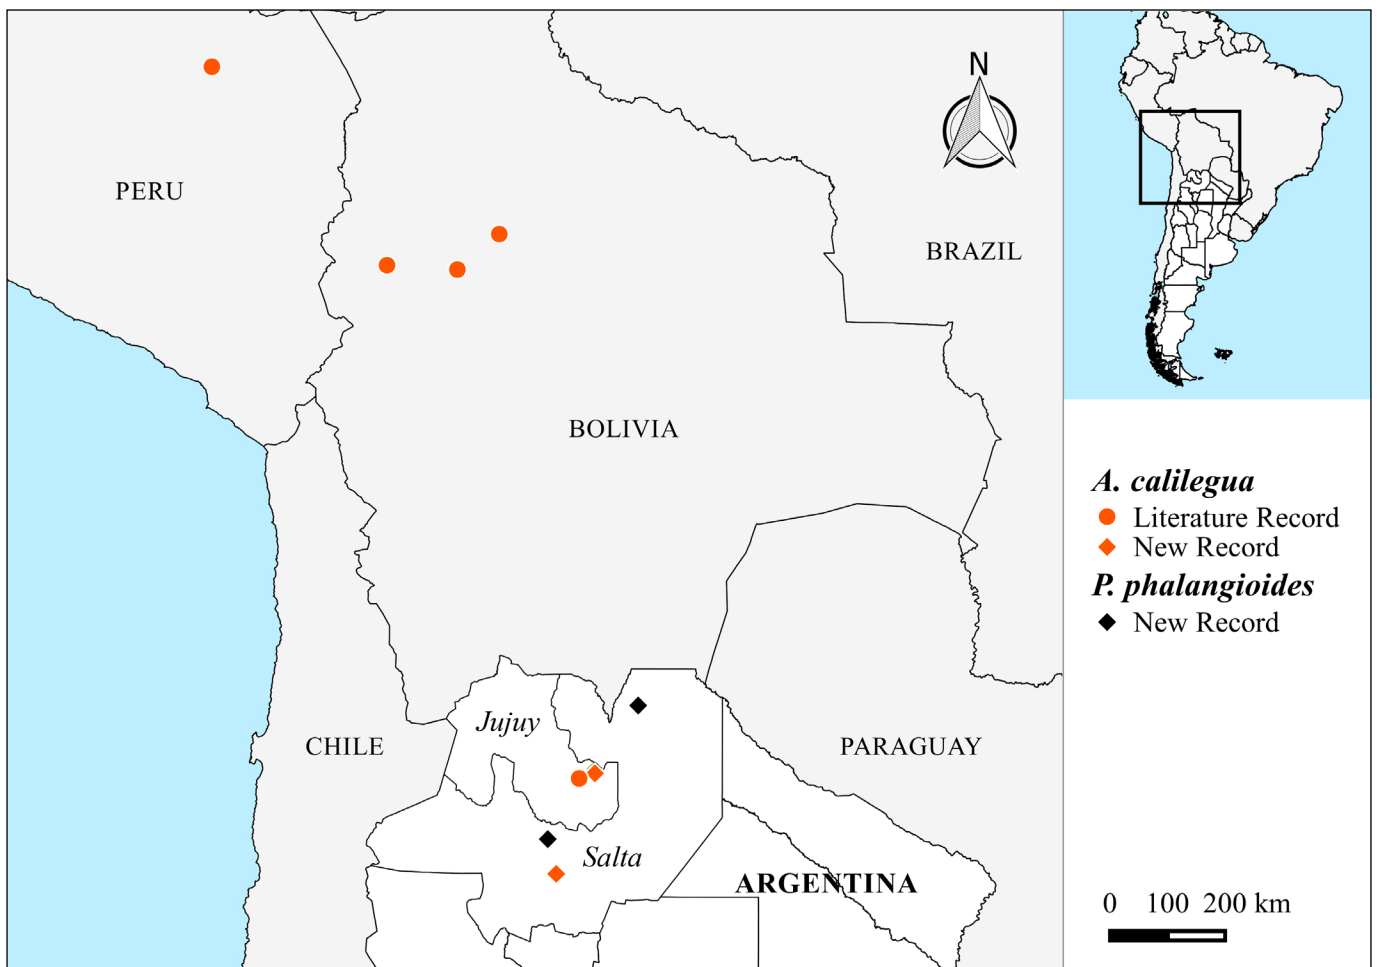 N
PERU
BRAZIL
BOLIVIA
A. calilegua
Literature Record
New Record
P. phalangioides
New Record
Jujuy
CHILE
PARAGUAY
Salta
ARGENTINA
0 100 200 km